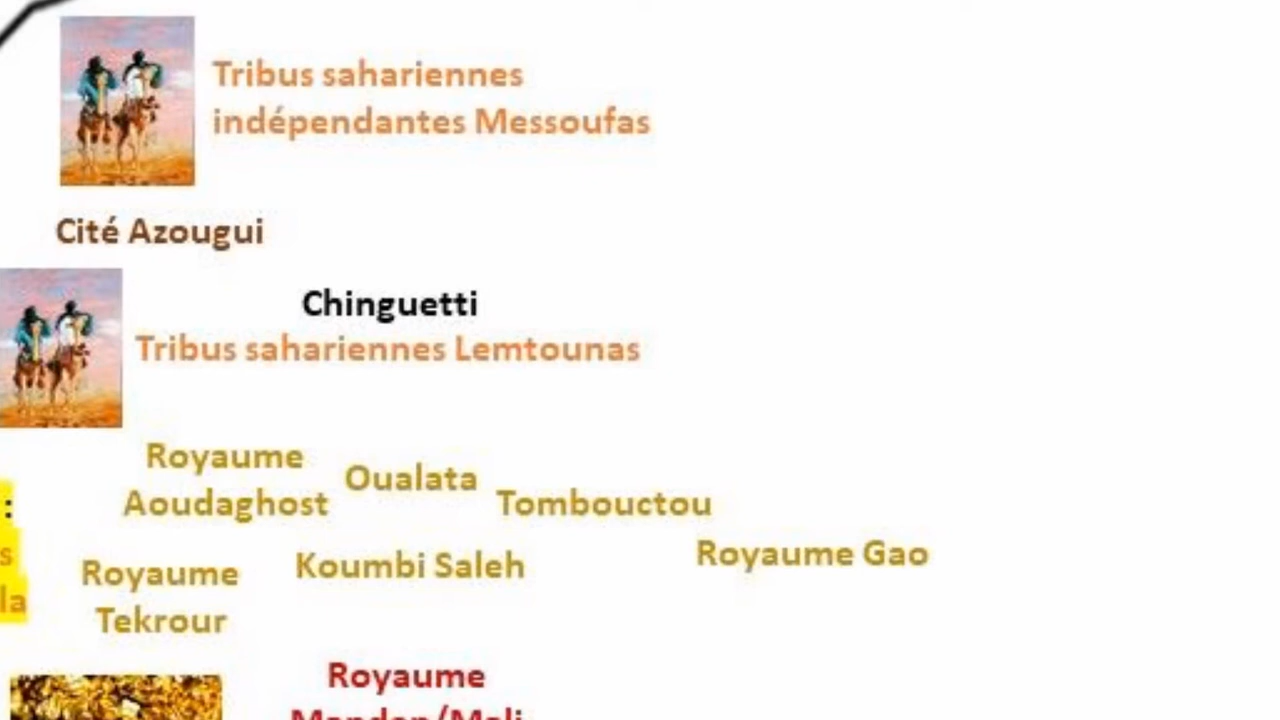 Tribus sahariennes
indépendantes Messoufas
Cité Azougui
Chinguetti
Tribus sahariennes Lemtounas
Royaume
Aoudaghost
Oualata
Tombouctou
:
s
la
Royaume
Tekrour
Koumbi Saleh
Royaume Gao
Royaume